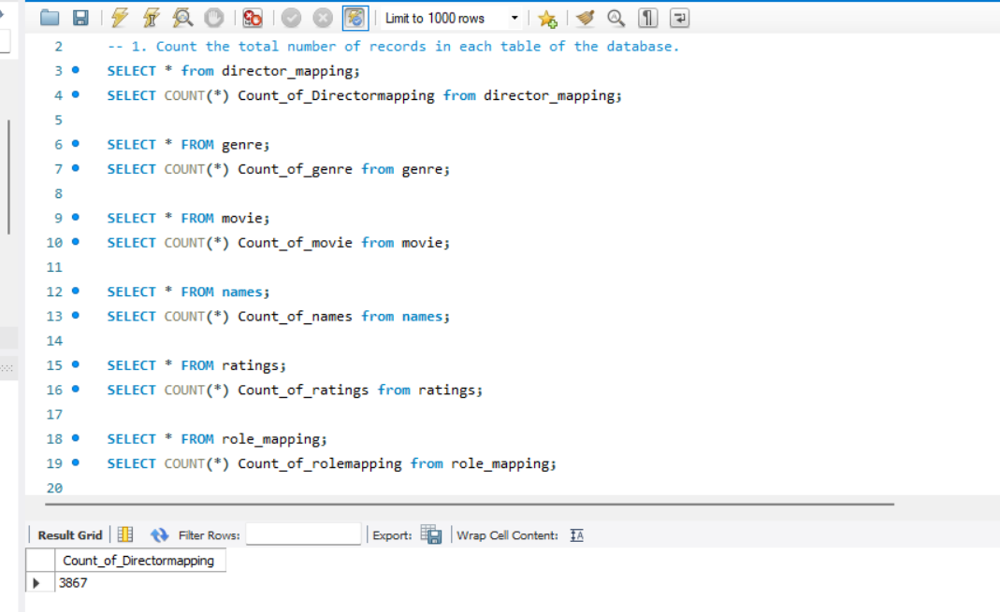 Limit to 1000 rows
2 -- 1. Count the total number of records in each table of the database.
3 SELECT * from director_mapping;
4 SELECT COUNT(*) Count_of_Directormapping from director_mapping;
5
6 SELECT * FROM genre;
7 SELECT COUNT(*) Count_of_genre from genre;
8
9 SELECT * FROM movie;
10 SELECT COUNT(*) Count_of_movie from movie;
11
12 SELECT * FROM names;
13 SELECT COUNT(*) Count_of_names from names;
14
15 SELECT * FROM ratings;
16 SELECT COUNT(*) Count_of_ratings from ratings;
17
18 SELECT * FROM role_mapping;
19 SELECT COUNT(*) Count_of_rolemapping from role_mapping;
20
Result Grid Filter Rows: Export: Wrap Cell Content: IA
Count_of_Directormapping
3867